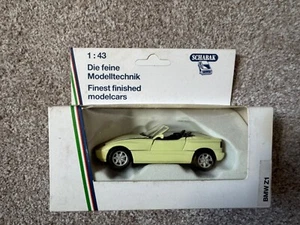 1:43
SCHABAK
Die feine
Modelltechnik
Finest finished
modelcars
BMW Z1